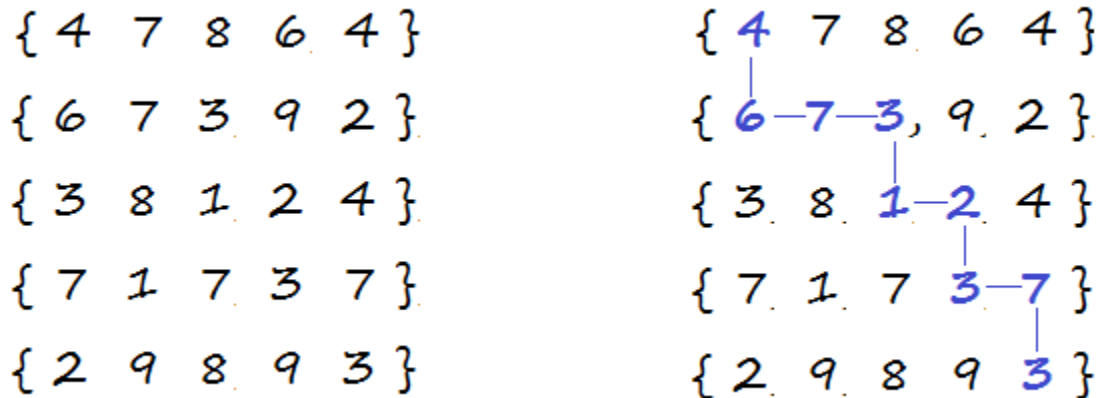 { 4 7 8 6 4 }
{ 6 7 3 9 2 }
{ 3 8 1 2 4 }
{ 7 1 7 3 7 }
{ 2 9 8 9 3 }
{ 4 7 8 6 4 }
{ 6 7 3, 9 2 }
{ 3 8 1 2 4 }
{ 7 1 7 3 7 }
{ 2 9 8 9 3 }